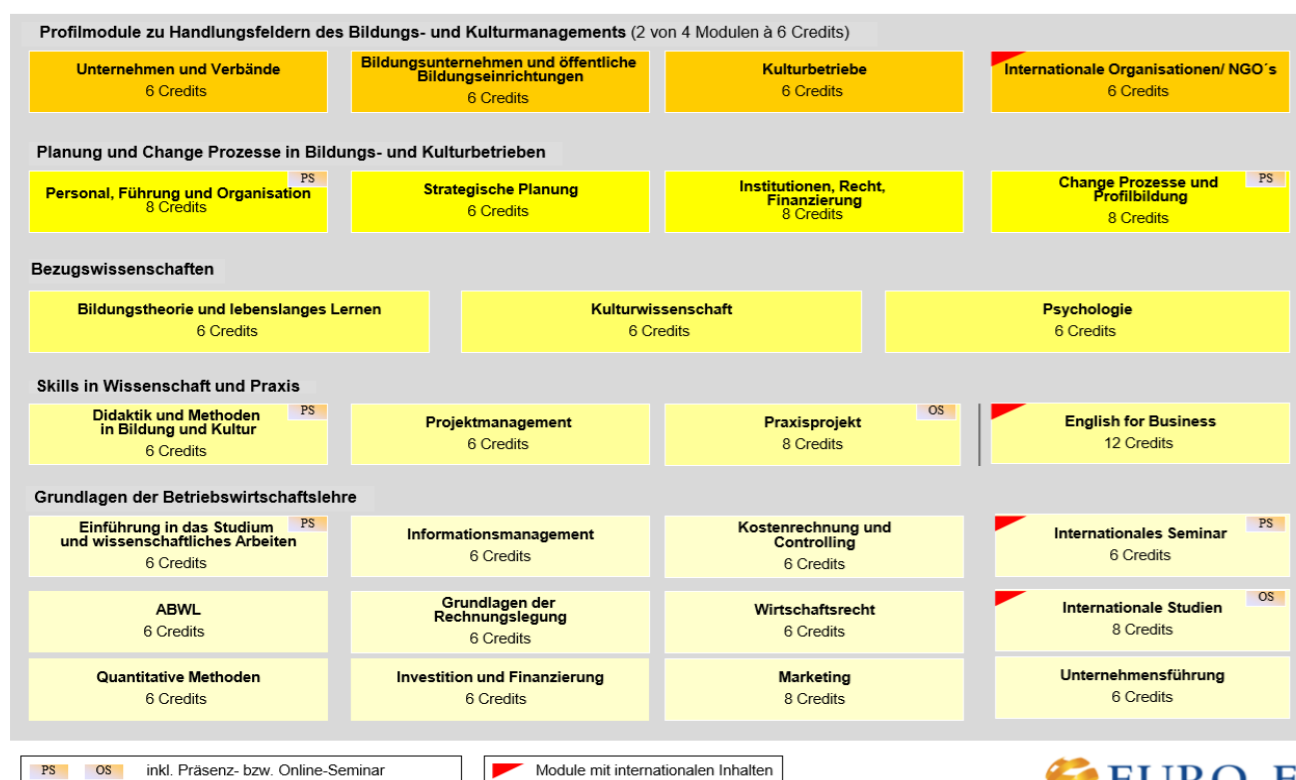 Profilmodule zu Handlungsfeldern des Bildungs- und Kulturmanagements (2 von 4 Modulen à 6 Credits)
Unternehmen und Verbände
6 Credits
Bildungsunternehmen und öffentliche
Bildungseinrichtungen
6 Credits
Kulturbetriebe
6 Credits
Internationale Organisationen/ NGO´s
6 Credits
Planung und Change Prozesse in Bildungs- und Kulturbetrieben
PS
Personal, Führung und Organisation
8 Credits
Strategische Planung
6 Credits
Institutionen, Recht,
Finanzierung
8 Credits
Change Prozesse und
Profilbildung
PS
8 Credits
Bezugswissenschaften
Bildungstheorie und lebenslanges Lernen
6 Credits
Kulturwissenschaft
6 Credits
Psychologie
6 Credits
Skills in Wissenschaft und Praxis
Didaktik und Methoden
in Bildung und Kultur
PS
6 Credits
Projektmanagement
6 Credits
Praxisprojekt
OS
8 Credits
English for Business
12 Credits
Grundlagen der Betriebswirtschaftslehre
Einführung in das Studium
und wissenschaftliches Arbeiten
PS
6 Credits
Informationsmanagement
6 Credits
Kostenrechnung und
Controlling
6 Credits
Internationales Seminar
PS
6 Credits
ABWL
6 Credits
Grundlagen der
Rechnungslegung
6 Credits
Wirtschaftsrecht
6 Credits
Internationale Studien
OS
8 Credits
Quantitative Methoden
6 Credits
Investition und Finanzierung
6 Credits
Marketing
8 Credits
Unternehmensführung
6 Credits
PS OS inkl. Präsenz- bzw. Online-Seminar
Module mit internationalen Inhalten
EURO